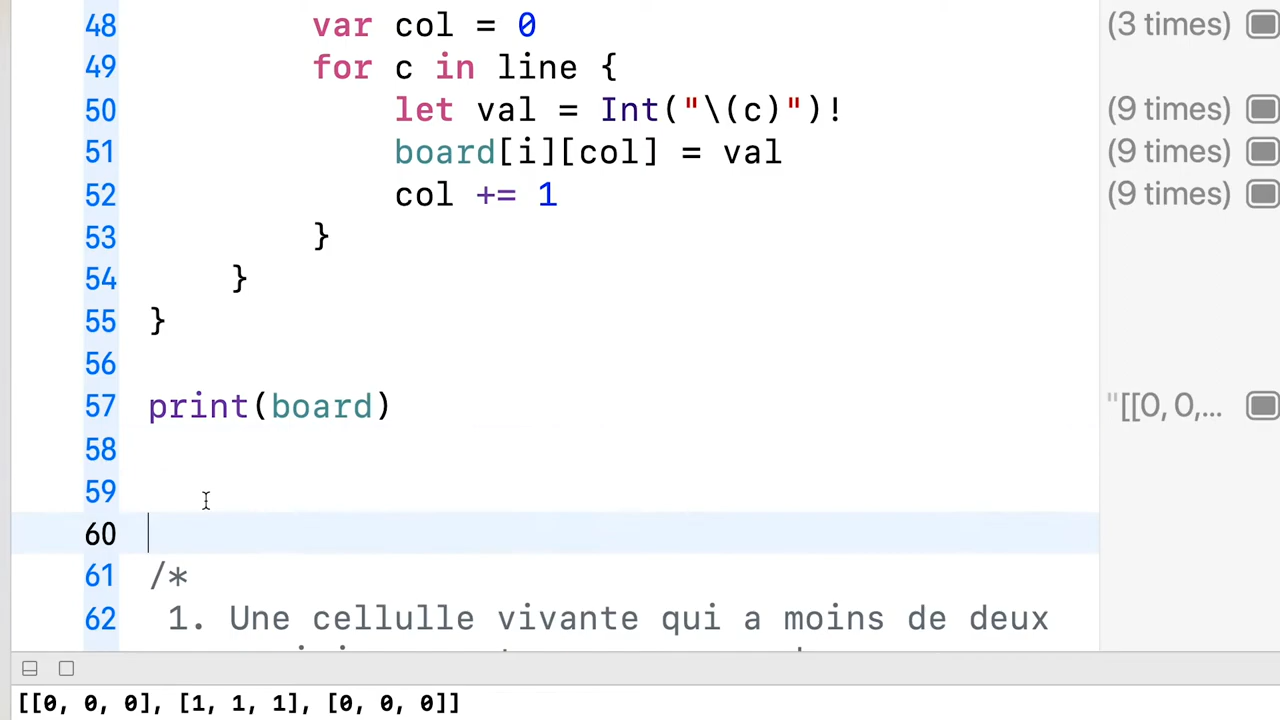 48 var col = 0 (3 times)
49 for c in line {
50 let val = Int("\(c)")! (9 times)
51 board[i][col] = val (9 times)
52 col += 1 (9 times)
53 }
54 }
55 }
56
57 print(board) "[[0, 0,...
58
59
60
61 /*
62 1. Une cellulle vivante qui a moins de deux
[[0, 0, 0], [1, 1, 1], [0, 0, 0]]